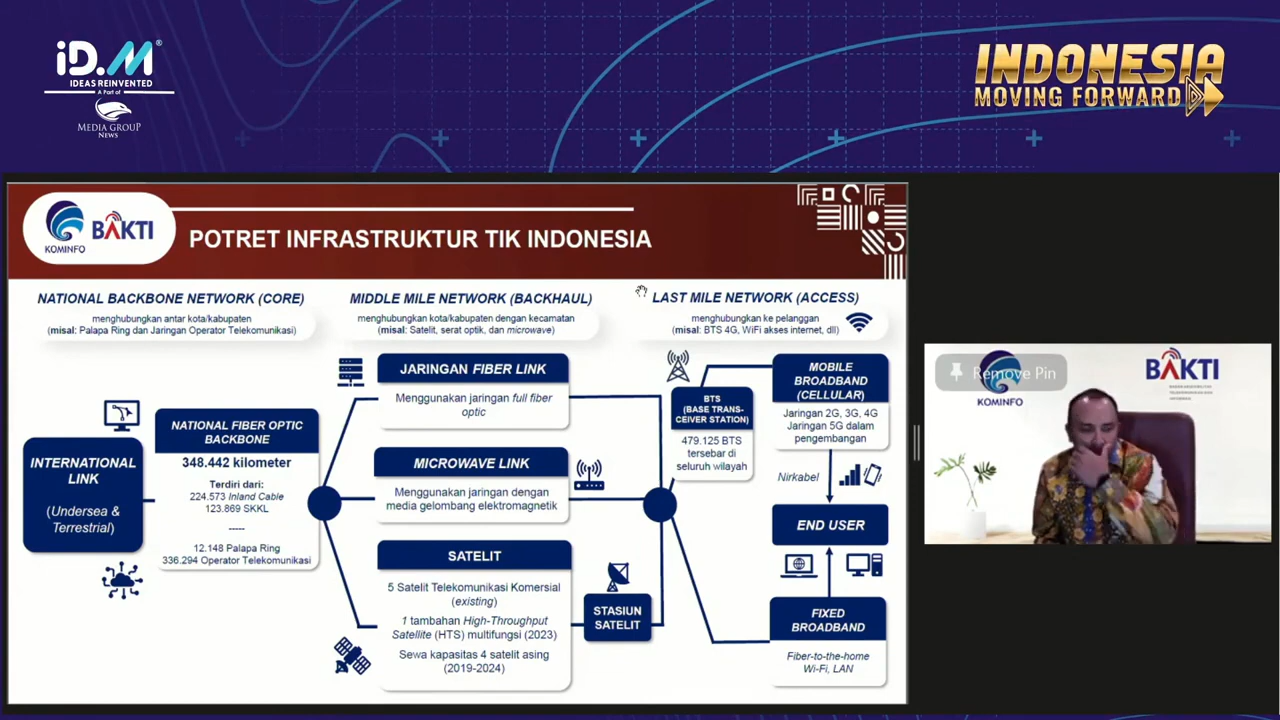 iD.M®
IDEAS REINVENTED
A Part of
MEDIA GROUP
NEWS
INDONESIA
MOVING FORWARD
KOMINFO
BAKTI
POTRET INFRASTRUKTUR TIK INDONESIA
NATIONAL BACKBONE NETWORK (CORE)
menghubungkan antar kota/kabupaten
(misal: Palapa Ring dan Jaringan Operator Telekomunikasi)
MIDDLE MILE NETWORK (BACKHAUL)
menghubungkan kota/kabupaten dengan kecamatan
(misal: Satelit, serat optik, dan microwave)
LAST MILE NETWORK (ACCESS)
menghubungkan ke pelanggan
(misal: BTS 4G, WiFi akses internet, dll)
INTERNATIONAL
LINK
(Undersea &
Terrestrial)
NATIONAL FIBER OPTIC
BACKBONE
348.442 kilometer
Terdiri dari:
224.573 Inland Cable
123.869 SKKL
-----
12.148 Palapa Ring
336.294 Operator Telekomunikasi
JARINGAN FIBER LINK
Menggunakan jaringan full fiber
optic
MICROWAVE LINK
Menggunakan jaringan dengan
media gelombang elektromagnetik
SATELIT
5 Satelit Telekomunikasi Komersial
(existing)
1 tambahan High-Throughput
Satellite (HTS) multifungsi (2023)
Sewa kapasitas 4 satelit asing
(2019-2024)
STASIUN
SATELIT
BTS
(BASE TRANS-
CEIVER STATION)
479.125 BTS
tersebar di
seluruh wilayah
MOBILE
BROADBAND
(CELLULAR)
Jaringan 2G, 3G, 4G
Jaringan 5G dalam
pengembangan
Nirkabel
END USER
FIXED
BROADBAND
Fiber-to-the-home
Wi-Fi, LAN
Remove Pin
KOMINFO
BAKTI